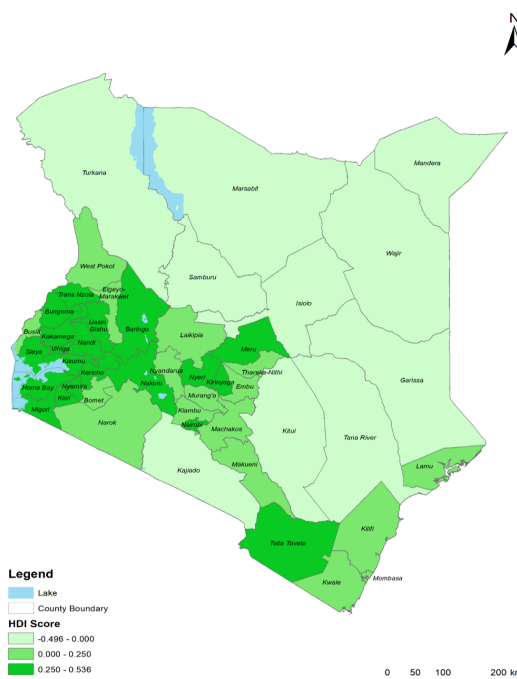 N
Mandera
Turkana
Marsabit
Wajir
West Pokot
Samburu
Elgeyo-
Marakwet
Trans Nzoia
Isiolo
Bungoma
Uasin
Gishu
Baringo
Busia
Kakamega
Laikipia
Nandi
Vihiga
Meru
Siaya
Kisumu
Tharaka-Nithi
Kericho
Nyandarua
Nyeri
Garissa
Homa Bay
Nyamira
Nakuru
Kirinyaga
Embu
Kisii
Bomet
Murang'a
Migori
Kiambu
Narok
Nairobi
Machakos
Kitui
Tana River
Lamu
Makueni
Kajiado
Kilifi
Taita Taveta
Mombasa
Kwale
Legend
Lake
County Boundary
HDI Score
-0.496 - 0.000
0.000 - 0.250
0.250 - 0.536
0 50 100 200 km